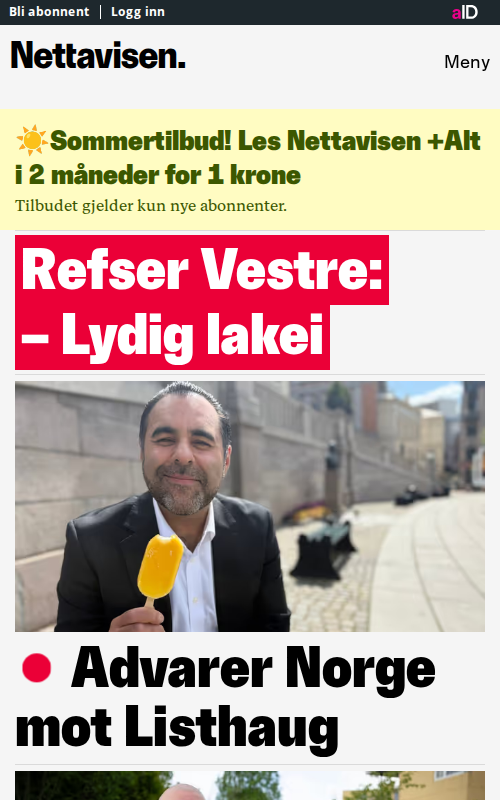 Bli abonnent | Logg inn
aID
Nettavisen.
Meny
☀️Sommertilbud! Les Nettavisen +Alt
i 2 måneder for 1 krone
Tilbudet gjelder kun nye abonnenter.
Refser Vestre:
– Lydig lakei
Advarer Norge
mot Listhaug